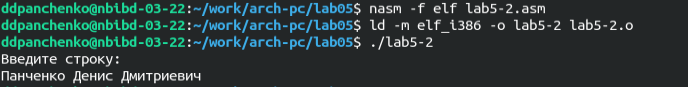 ddpanchenko@nbibd-03-22:~/work/arch-pc/lab05$ nasm -f elf lab5-2.asm
ddpanchenko@nbibd-03-22:~/work/arch-pc/lab05$ ld -m elf_i386 -o lab5-2 lab5-2.o
ddpanchenko@nbibd-03-22:~/work/arch-pc/lab05$ ./lab5-2
Введите строку:
Панченко Денис Дмитриевич